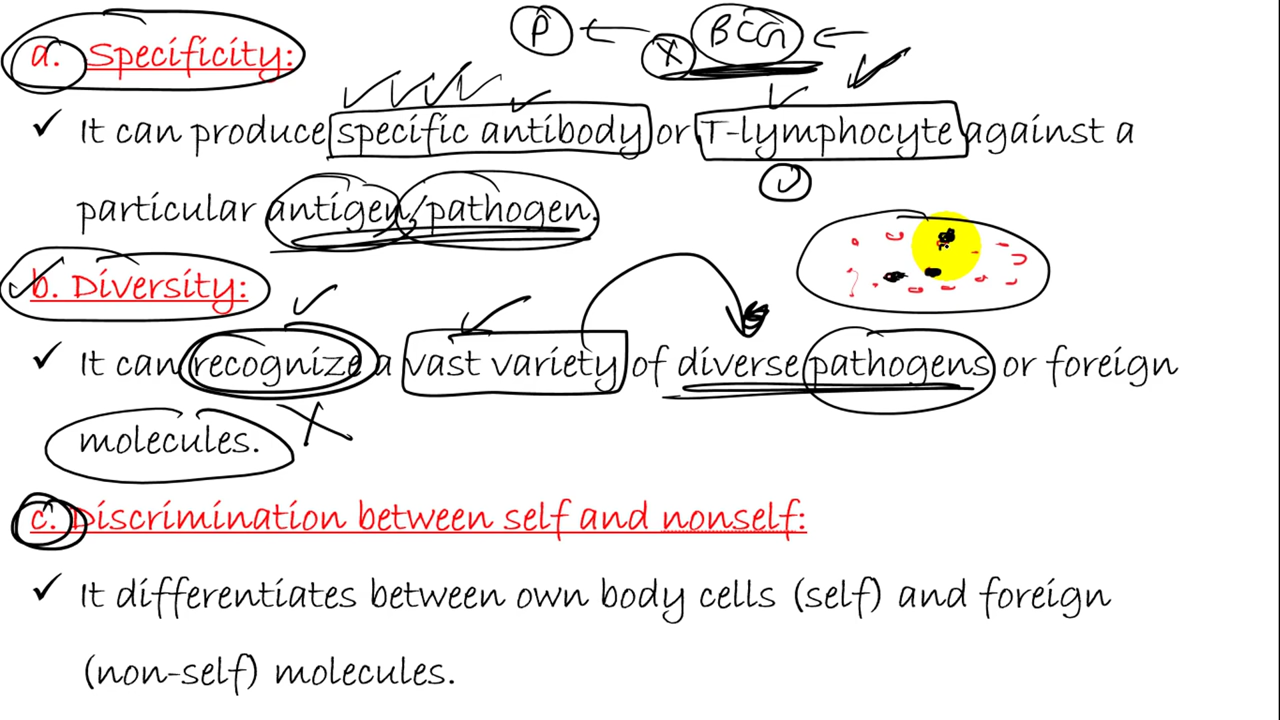 P ← BCG ←
X
a. Specificity:
✓ It can produce specific antibody or T-lymphocyte against a
particular antigen/pathogen.
b. Diversity:
✓ It can recognize a vast variety of diverse pathogens or foreign
molecules.
c. Discrimination between self and nonself:
✓ It differentiates between own body cells (self) and foreign
(non-self) molecules.